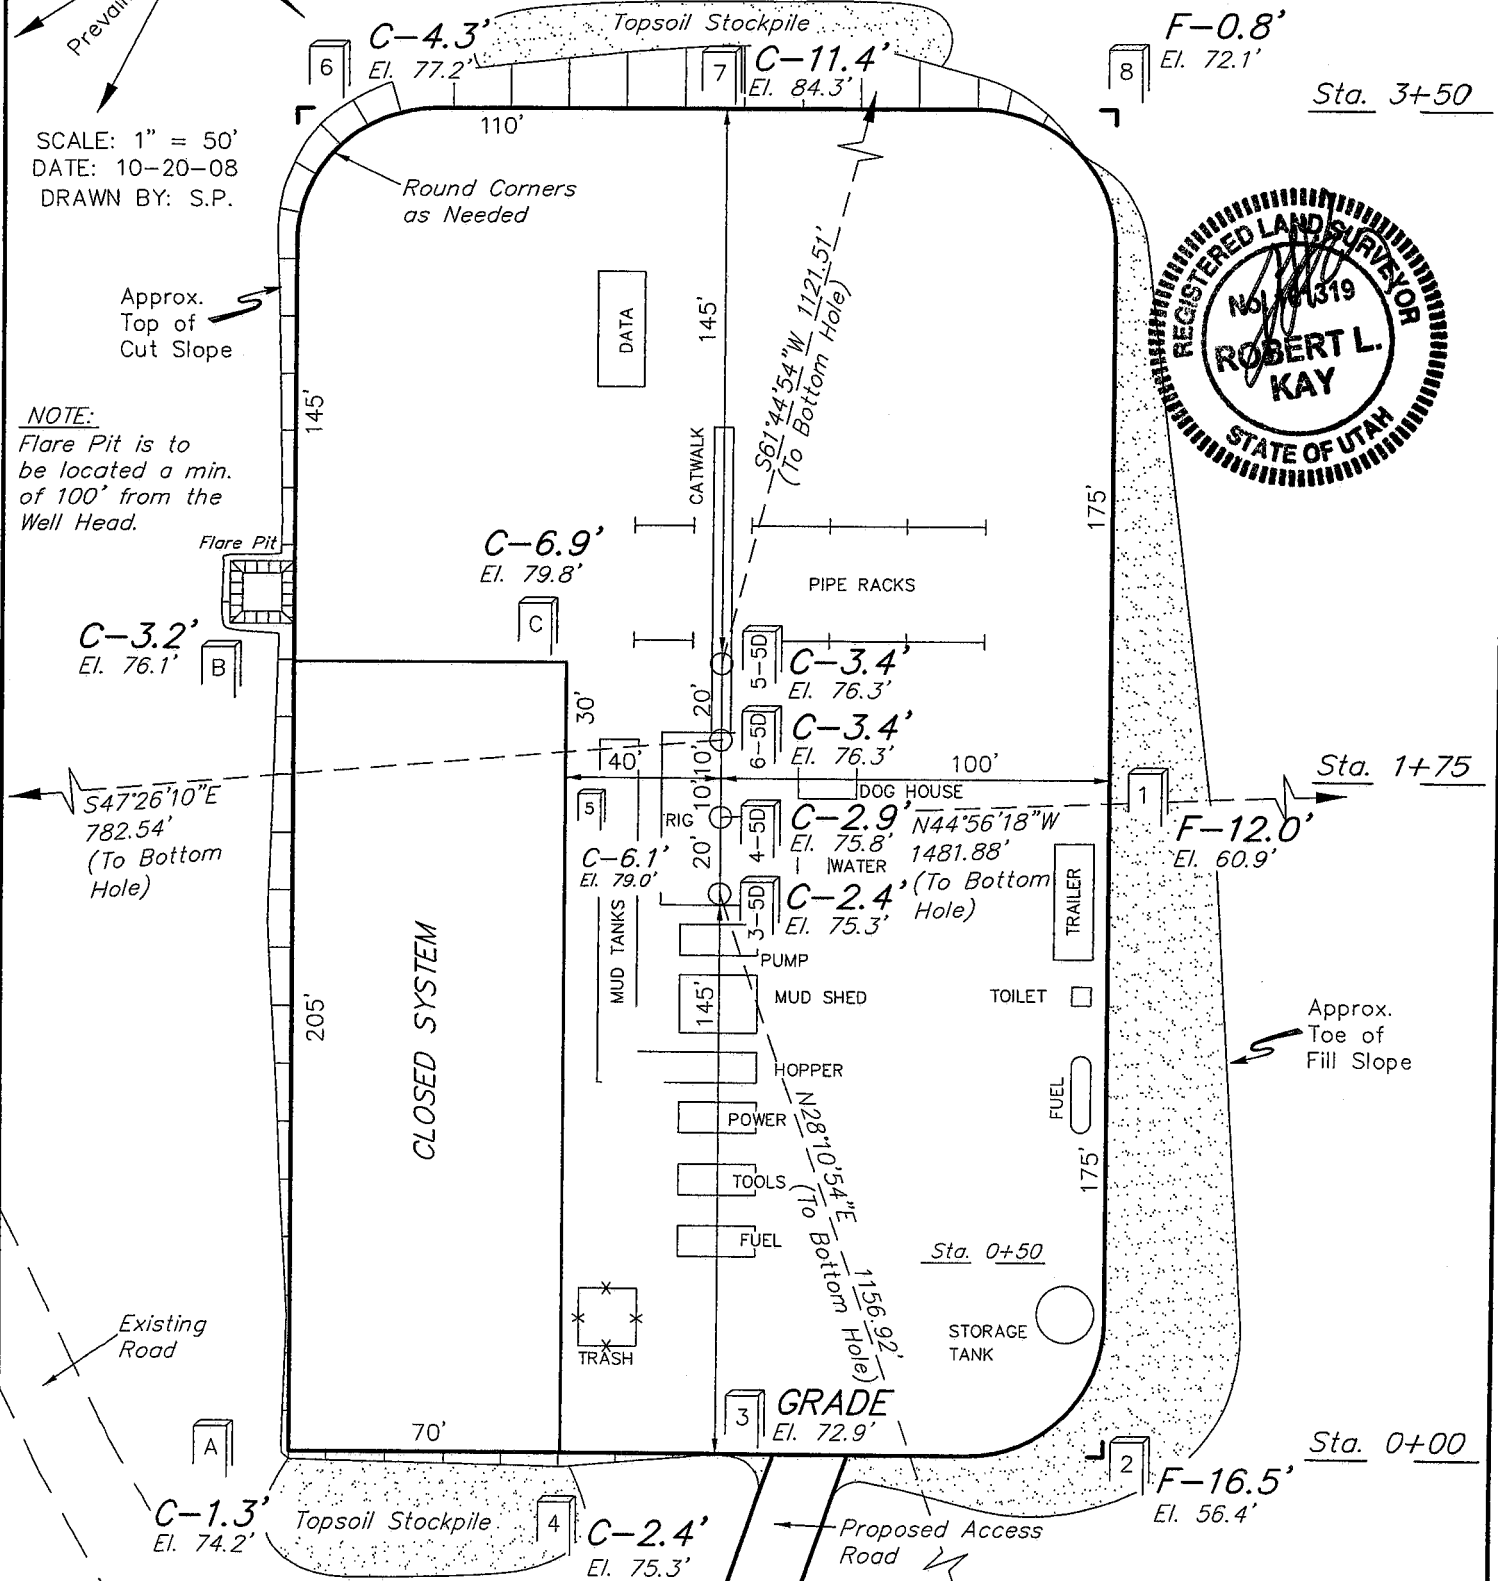 Topsoil Stockpile
F-0.8'
El. 72.1'
8
C-4.3'
El. 77.2'
6
7
C-11.4'
El. 84.3'
Sta. 3+50
SCALE: 1" = 50'
DATE: 10-20-08
DRAWN BY: S.P.
110'
Round Corners
as Needed
REGISTERED LAND SURVEYOR
ROBERT L.
KAY
STATE OF UTAH
Approx.
Top of
Cut Slope
DATA
145'
S61°44'54"W 1121.51'
(To Bottom Hole)
145'
NOTE:
Flare Pit is to
be located a min.
of 100' from the
Well Head.
CATWALK
175'
Flare Pit
C-6.9'
El. 79.8'
C
PIPE RACKS
C-3.2'
El. 76.1'
B
5-5D
C-3.4'
El. 76.3'
30'
20'
6-5D
C-3.4'
El. 76.3'
40'
10'
10'
100'
Sta. 1+75
S47°26'10"E
782.54'
(To Bottom
Hole)
5
DOG HOUSE
1
RIG
4-5D
C-2.9'
El. 75.8'
N44°56'18"W
1481.88'
(To Bottom
Hole)
F-12.0'
El. 60.9'
C-6.1'
El. 79.0'
20'
WATER
TRAILER
3-5D
C-2.4'
El. 75.3'
MUD TANKS
PUMP
CLOSED SYSTEM
205'
145'
MUD SHED
TOILET
Approx.
Toe of
Fill Slope
HOPPER
FUEL
POWER
N28°10'54"E 1156.92'
(To Bottom Hole)
TOOLS
175'
FUEL
Sta. 0+50
Existing
Road
STORAGE
TANK
TRASH
3
GRADE
El. 72.9'
70'
A
Sta. 0+00
2
F-16.5'
El. 56.4'
C-1.3'
El. 74.2'
Topsoil Stockpile
4
C-2.4'
El. 75.3'
Proposed Access
Road